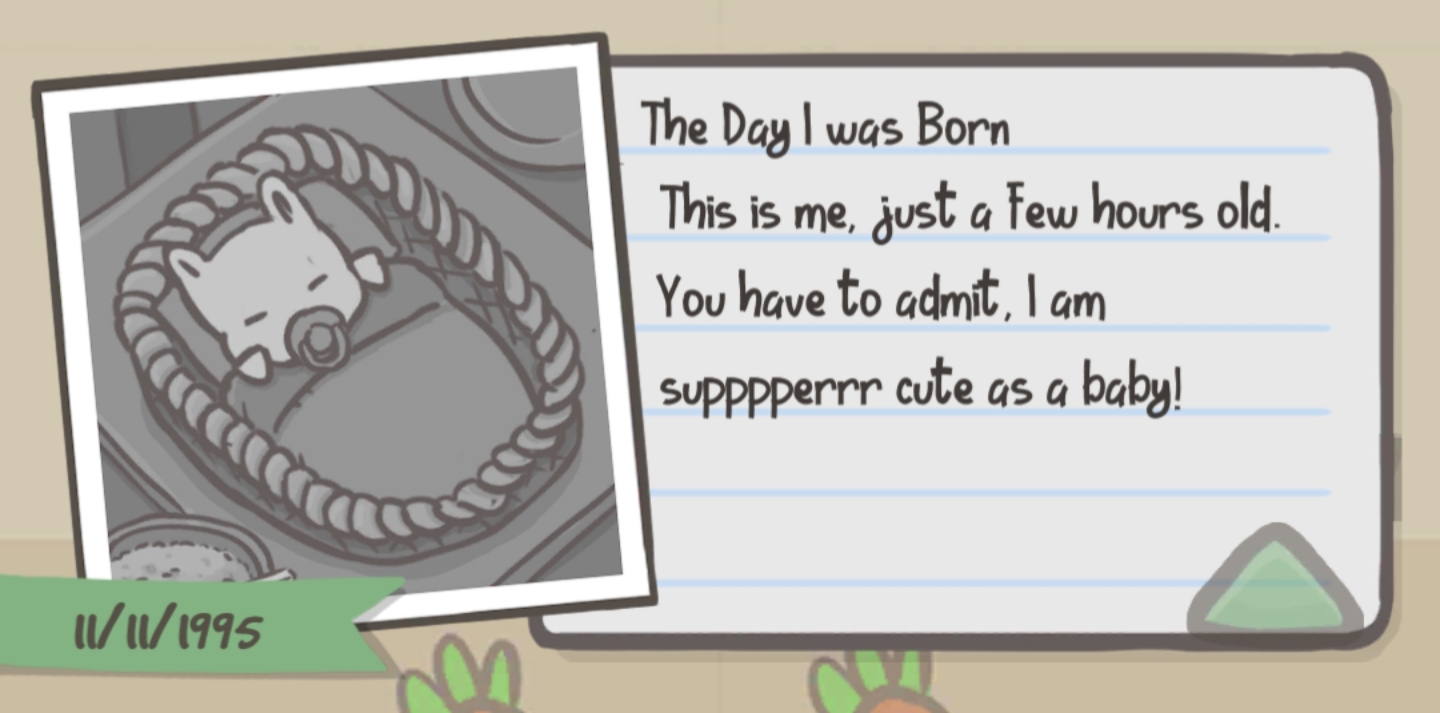 The Day I was Born
This is me, just a few hours old.
You have to admit, I am
supppperrr cute as a baby!
11/11/1995